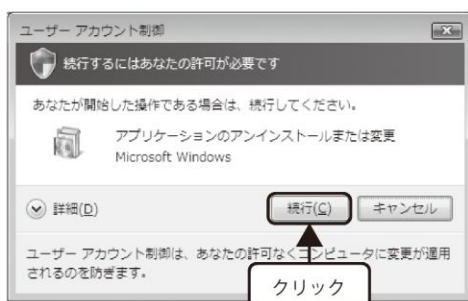 ユーザー アカウント制御
続行するにはあなたの許可が必要です
あなたが開始した操作である場合は、続行してください。
アプリケーションのアンインストールまたは変更
Microsoft Windows
詳細(D)
続行(C)
キャンセル
ユーザー アカウント制御は、あなたの許可なくコンピュータに変更が適用
されるのを防ぎます。
クリック